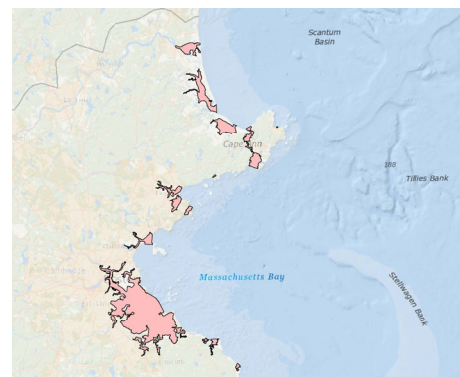 Scantum
Basin
Cape Ann
188
Tillies Bank
Massachusetts Bay
Stellwagen Bank